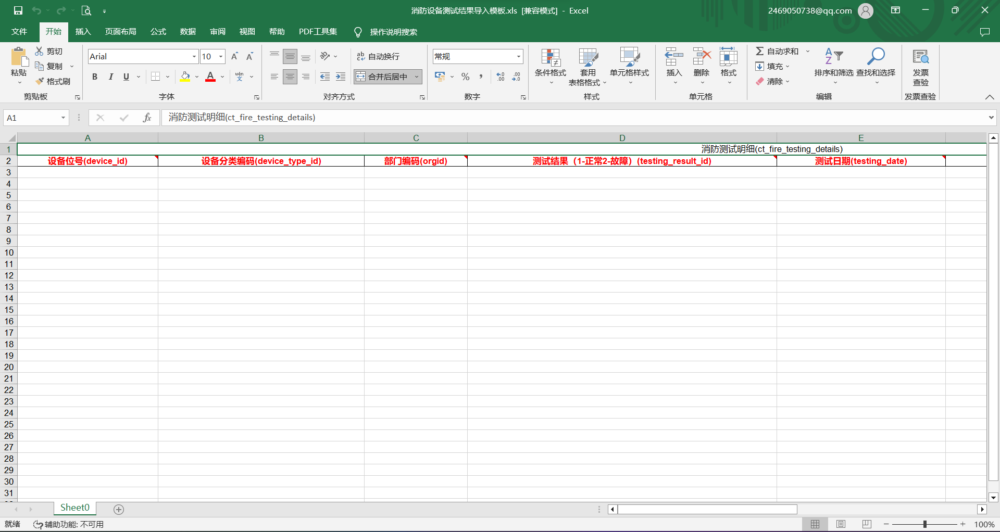 消防设备测试结果导入模板.xls [兼容模式] - Excel
2469050738@qq.com
文件 开始 插入 页面布局 公式 数据 审阅 视图 帮助 PDF工具集 操作说明搜索
粘贴
剪切
复制
格式刷
剪贴板
Arial 10
B I U A wén 文
字体
ab 自动换行
合并后居中
对齐方式
常规
% ,
数字
条件格式
套用
表格格式
单元格样式
样式
插入 删除 格式
单元格
自动求和
填充
清除
排序和筛选 查找和选择
编辑
发票
查验
发票查验
A1 fx 消防测试明细(ct_fire_testing_details)
A B C D E
1 消防测试明细(ct_fire_testing_details)
2 设备位号(device_id) 设备分类编码(device_type_id) 部门编码(orgid) 测试结果（1-正常2-故障）(testing_result_id) 测试日期(testing_date)
3
4
5
6
7
8
9
10
11
12
13
14
15
16
17
18
19
20
21
22
23
24
25
26
27
28
29
30
31
Sheet0
就绪 辅助功能: 不可用 100%